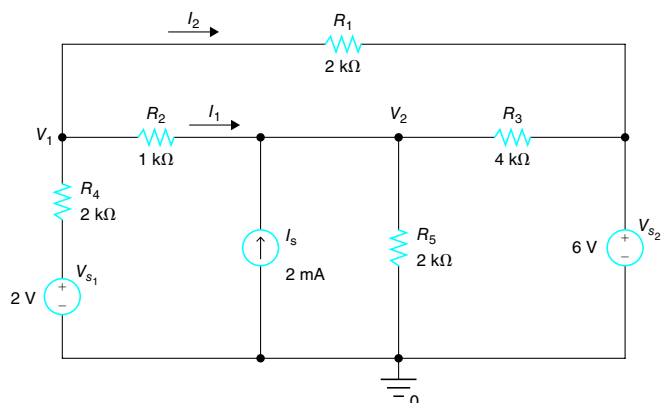 I2
R1
2 kΩ
V1
R2
I1
1 kΩ
V2
R3
4 kΩ
R4
2 kΩ
Is
2 mA
R5
2 kΩ
Vs2
6 V
+
−
Vs1
2 V
+
−
0